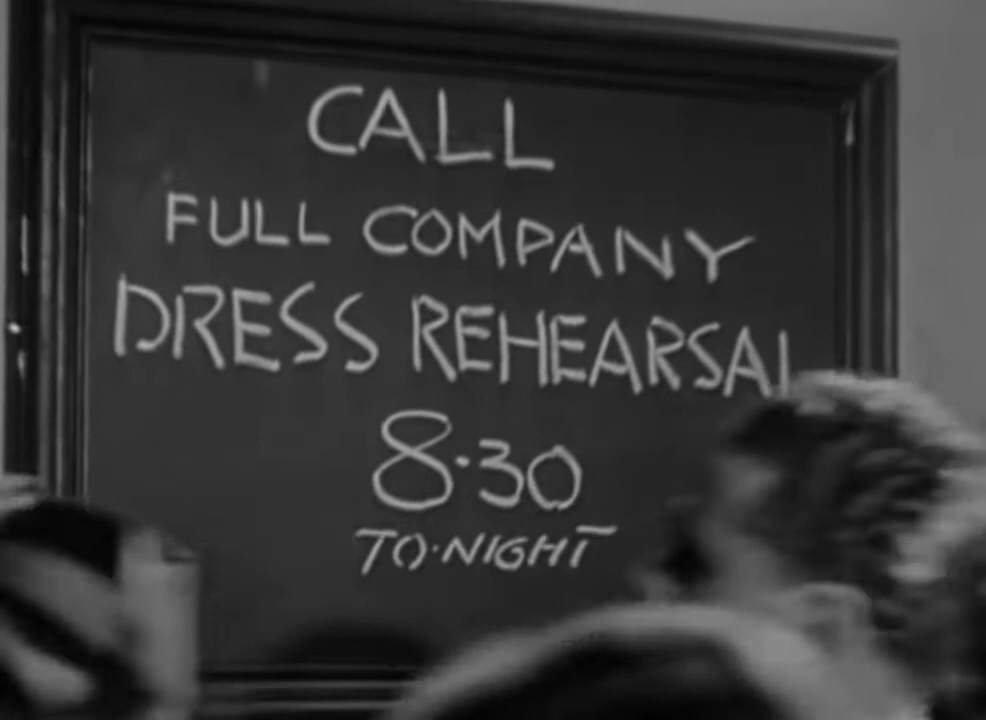 CALL
FULL COMPANY
DRESS REHEARSAL
8·30
TO·NIGHT